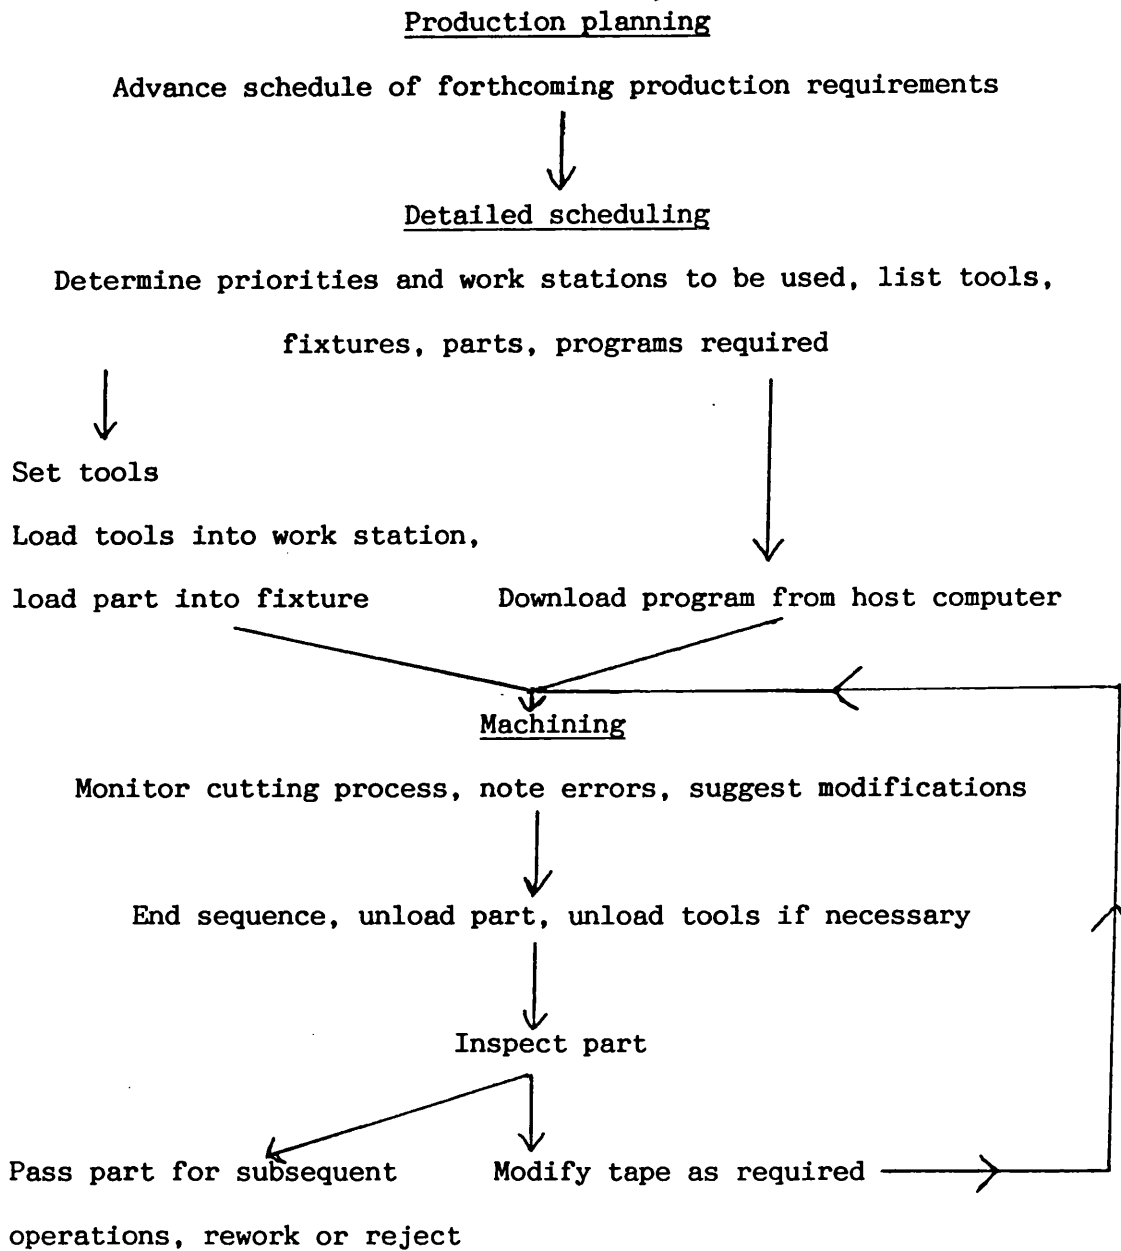 Production planning
Advance schedule of forthcoming production requirements
Detailed scheduling
Determine priorities and work stations to be used, list tools,
fixtures, parts, programs required
Set tools
Load tools into work station,
load part into fixture
Download program from host computer
Machining
Monitor cutting process, note errors, suggest modifications
End sequence, unload part, unload tools if necessary
Inspect part
Pass part for subsequent
operations, rework or reject
Modify tape as required